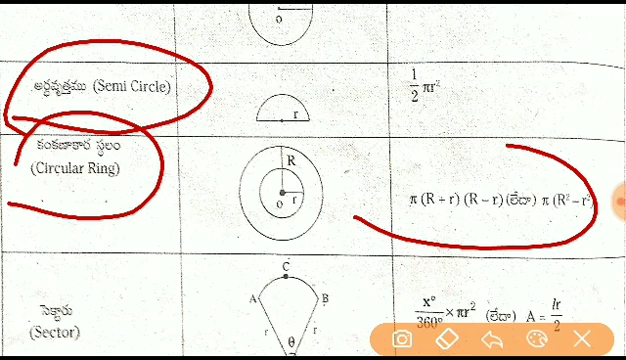 o
అర్ధవృత్తము (Semi Circle)
r
1/2 πr²
కంకణాకార స్థలం
(Circular Ring)
R
o r
π (R + r) (R – r) (లేదా) π (R² – r²
సెక్టారు
(Sector)
C
A B
r r
θ
x°/360° × πr² (లేదా) A = lr/2